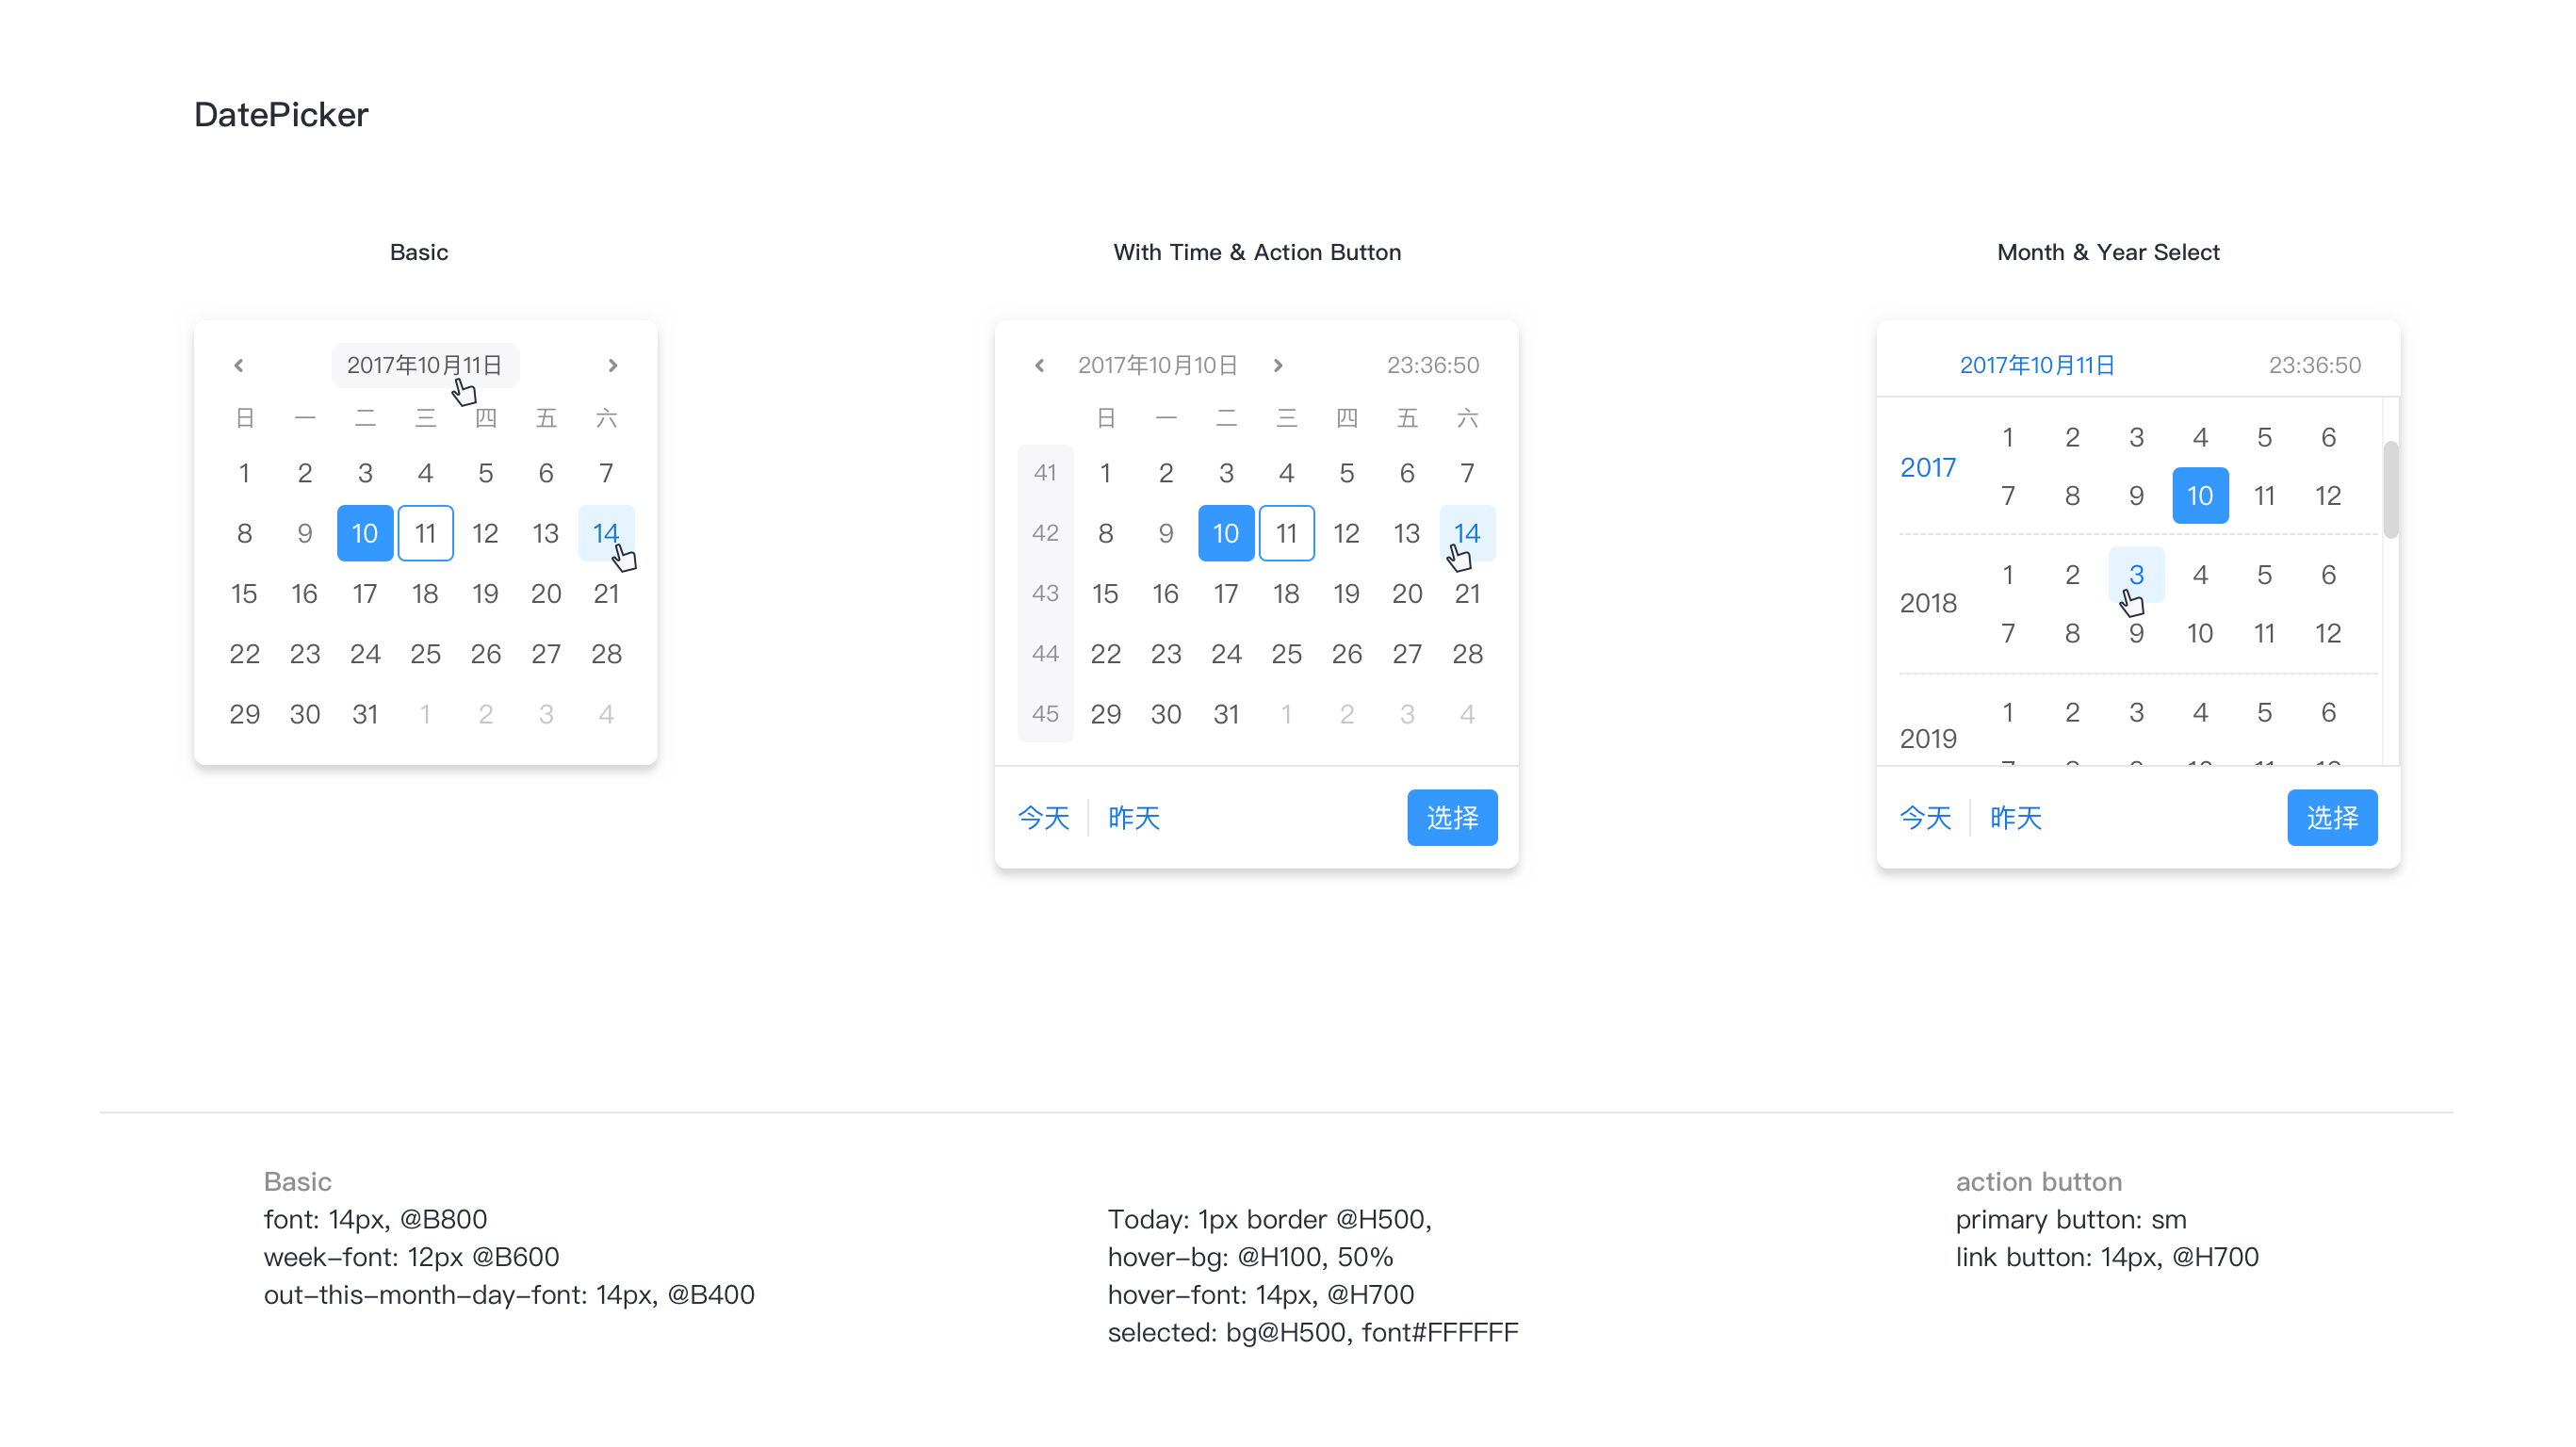 DatePicker
Basic
2017年10月11日
日 一 二 三 四 五 六
1 2 3 4 5 6 7
8 9 10 11 12 13 14
15 16 17 18 19 20 21
22 23 24 25 26 27 28
29 30 31 1 2 3 4
With Time & Action Button
2017年10月10日 23:36:50
日 一 二 三 四 五 六
41 1 2 3 4 5 6 7
42 8 9 10 11 12 13 14
43 15 16 17 18 19 20 21
44 22 23 24 25 26 27 28
45 29 30 31 1 2 3 4
今天 昨天 选择
Month & Year Select
2017年10月11日 23:36:50
2017
1 2 3 4 5 6
7 8 9 10 11 12
2018
1 2 3 4 5 6
7 8 9 10 11 12
2019
1 2 3 4 5 6
今天 昨天 选择
Basic
font: 14px, @B800
week-font: 12px @B600
out-this-month-day-font: 14px, @B400
Today: 1px border @H500,
hover-bg: @H100, 50%
hover-font: 14px, @H700
selected: bg@H500, font#FFFFFF
action button
primary button: sm
link button: 14px, @H700